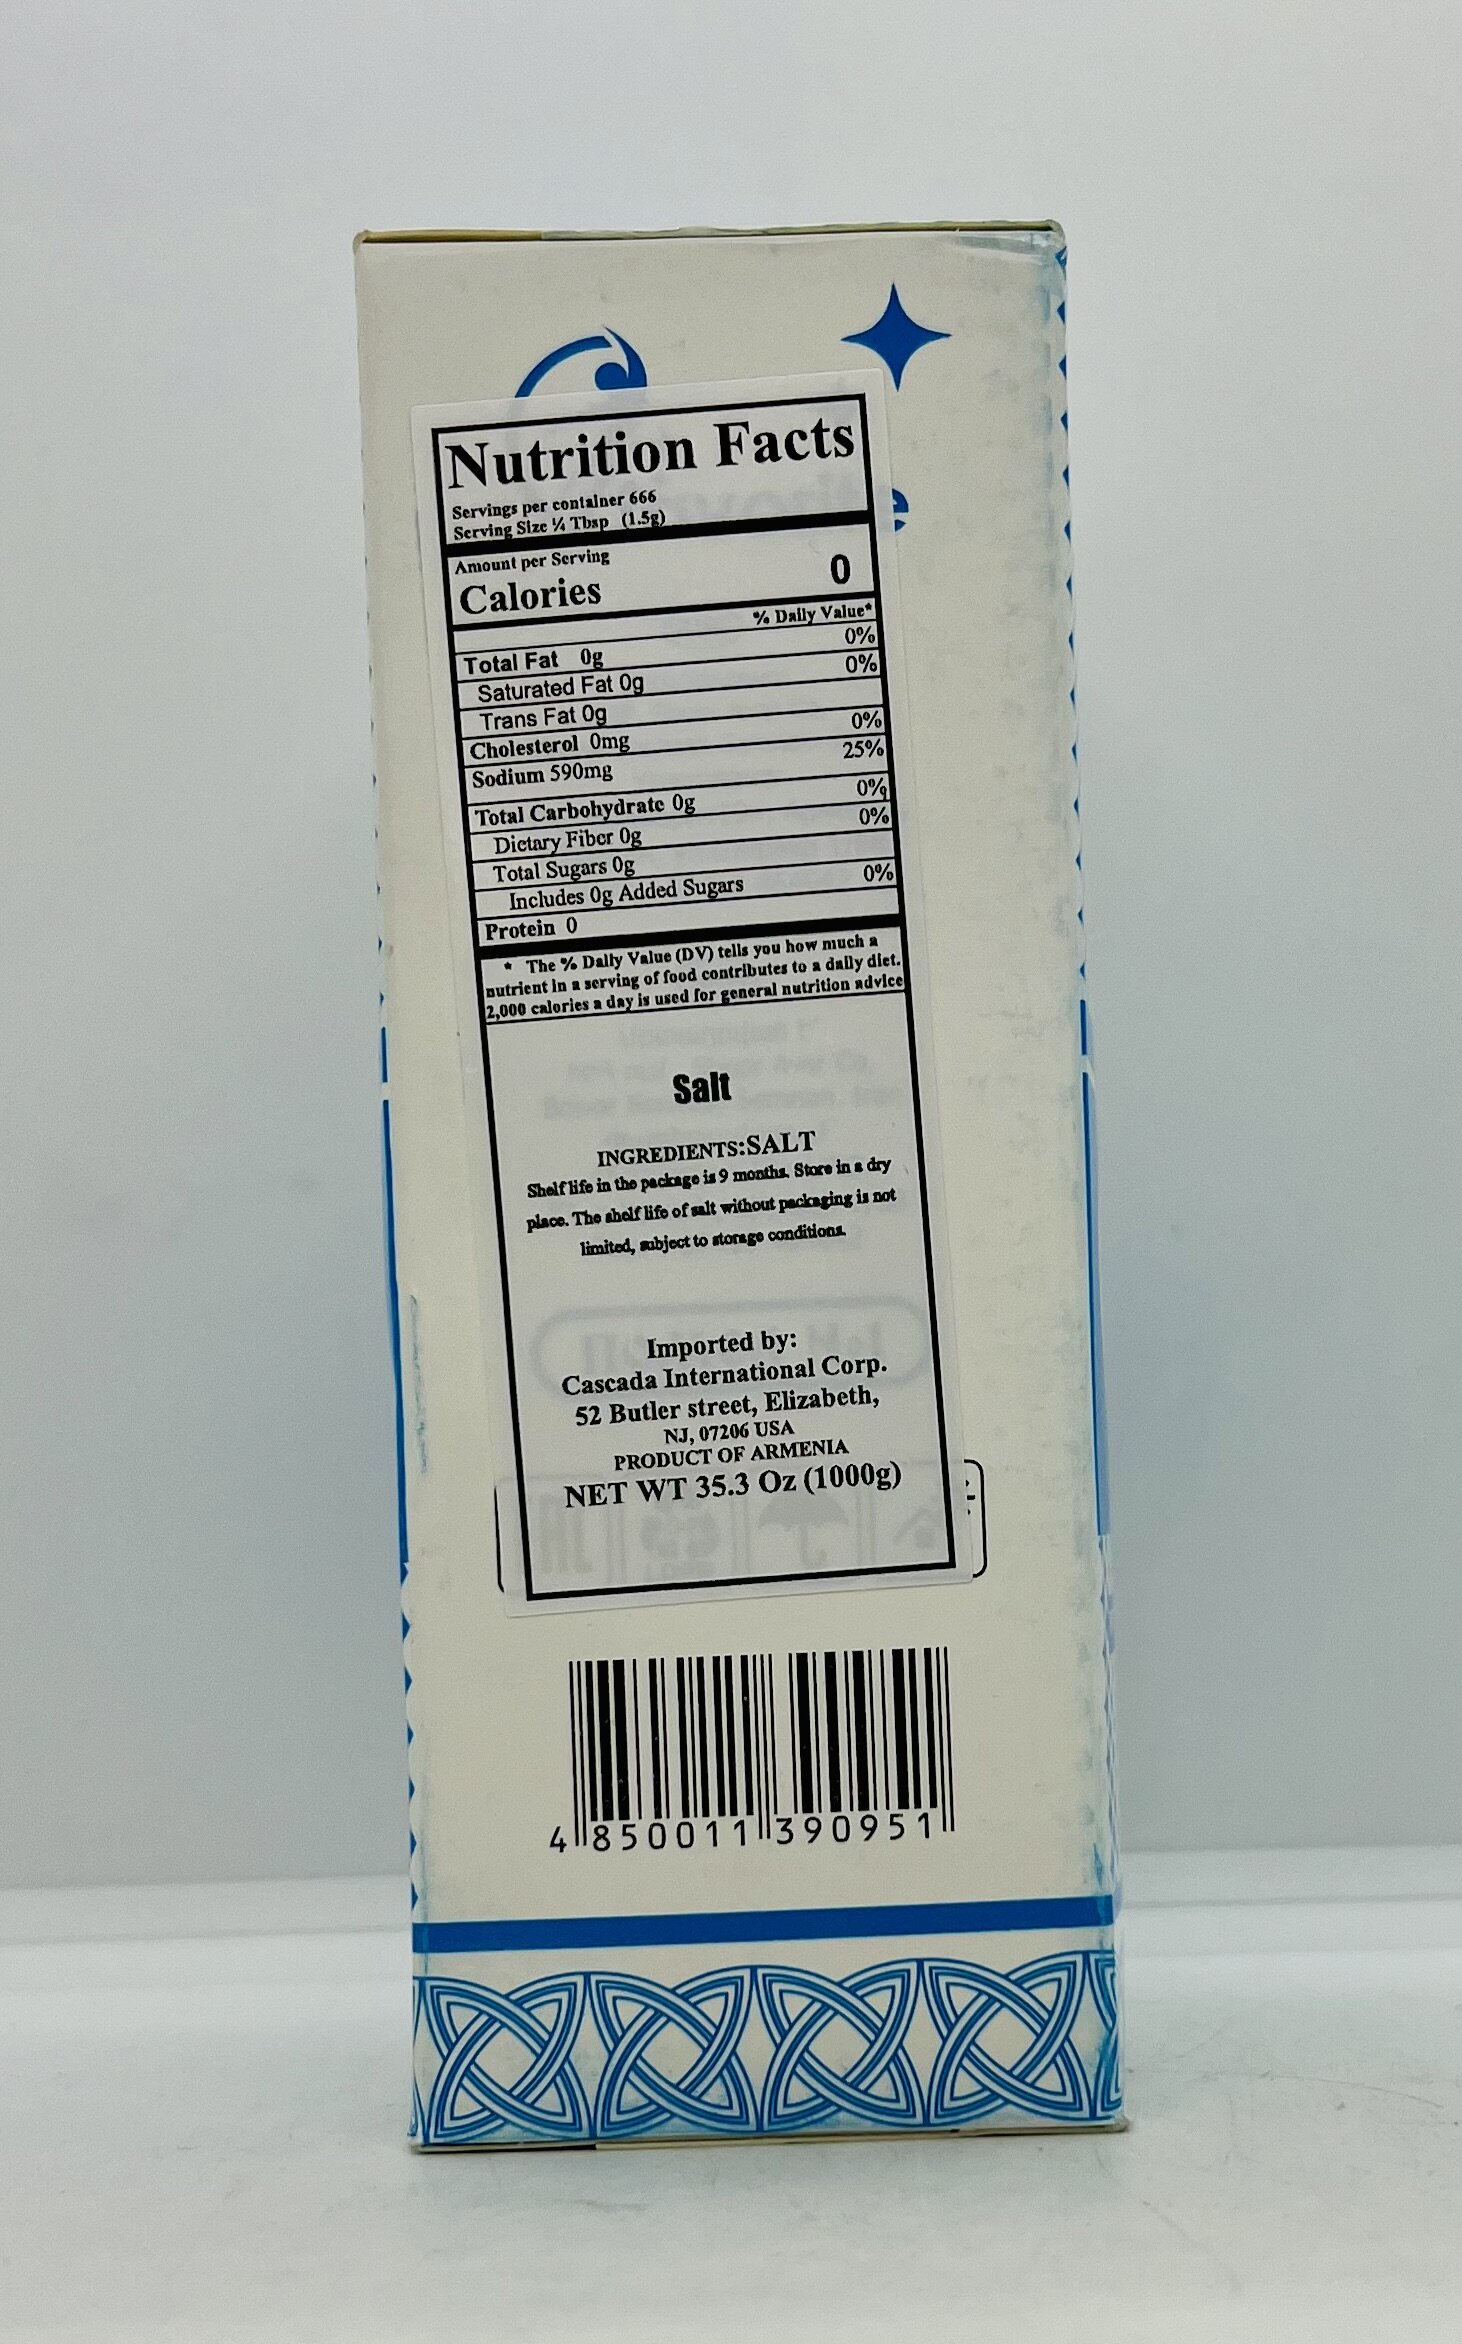 Nutrition Facts
Servings per container 666
Serving Size ¼ Tbsp (1.5g)
Amount per Serving
Calories 0
% Daily Value*
Total Fat 0g 0%
Saturated Fat 0g 0%
Trans Fat 0g
Cholesterol 0mg 0%
Sodium 590mg 25%
Total Carbohydrate 0g 0%
Dietary Fiber 0g 0%
Total Sugars 0g
Includes 0g Added Sugars 0%
Protein 0
* The % Daily Value (DV) tells you how much a
nutrient in a serving of food contributes to a daily diet.
2,000 calories a day is used for general nutrition advice
Salt
INGREDIENTS:SALT
Shelf life in the package is 9 months. Store in a dry
place. The shelf life of salt without packaging is not
limited, subject to storage conditions.
Imported by:
Cascada International Corp.
52 Butler street, Elizabeth,
NJ, 07206 USA
PRODUCT OF ARMENIA
NET WT 35.3 Oz (1000g)
4 850011 390951